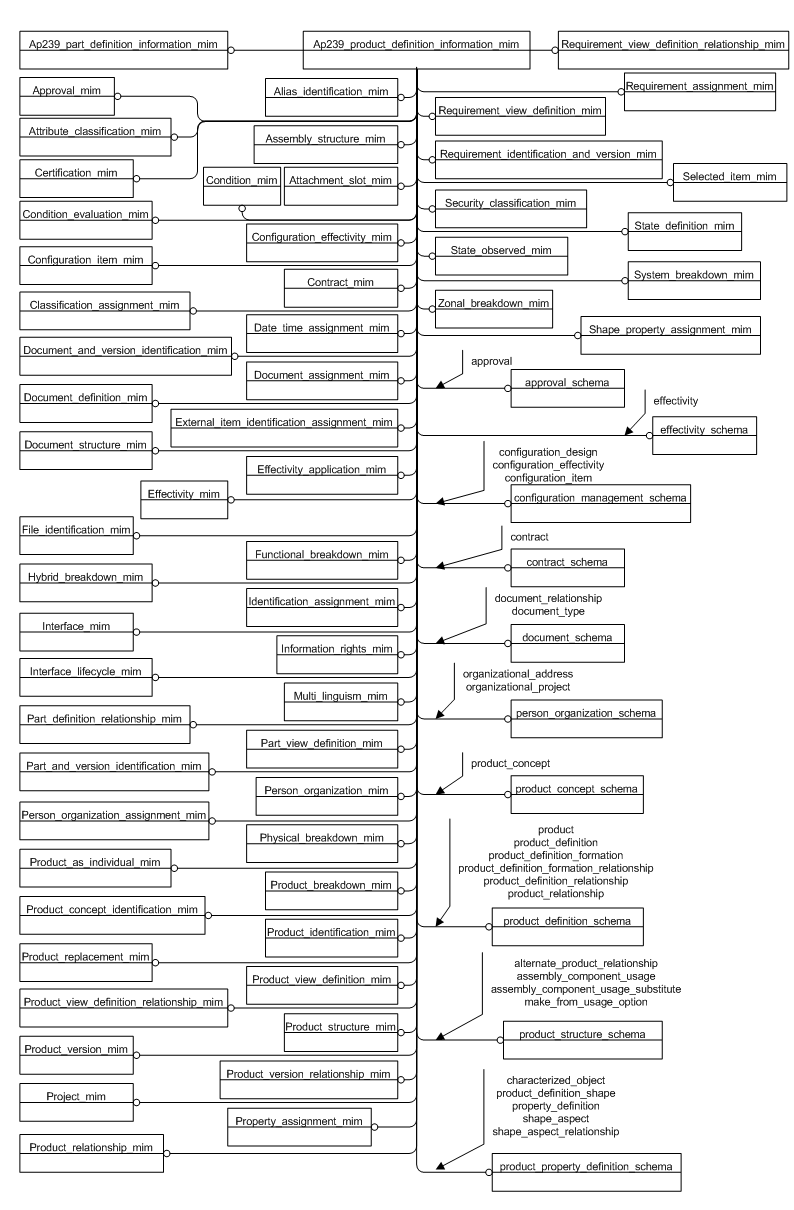 Ap239_part_definition_information_mim
Ap239_product_definition_information_mim
Requirement_view_definition_relationship_mim
Approval_mim
Attribute_classification_mim
Certification_mim
Condition_mim
Condition_evaluation_mim
Configuration_item_mim
Classification_assignment_mim
Document_and_version_identification_mim
Document_definition_mim
Document_structure_mim
Effectivity_mim
File_identification_mim
Hybrid_breakdown_mim
Interface_mim
Interface_lifecycle_mim
Part_definition_relationship_mim
Part_and_version_identification_mim
Person_organization_assignment_mim
Product_as_individual_mim
Product_concept_identification_mim
Product_replacement_mim
Product_view_definition_relationship_mim
Product_version_mim
Project_mim
Product_relationship_mim
Alias_identification_mim
Assembly_structure_mim
Attachment_slot_mim
Configuration_effectivity_mim
Contract_mim
Date_time_assignment_mim
Document_assignment_mim
External_item_identification_assignment_mim
Effectivity_application_mim
Functional_breakdown_mim
Identification_assignment_mim
Information_rights_mim
Multi_linguism_mim
Part_view_definition_mim
Person_organization_mim
Physical_breakdown_mim
Product_breakdown_mim
Product_identification_mim
Product_view_definition_mim
Product_structure_mim
Product_version_relationship_mim
Property_assignment_mim
Requirement_assignment_mim
Requirement_view_definition_mim
Requirement_identification_and_version_mim
Selected_item_mim
Security_classification_mim
State_definition_mim
State_observed_mim
System_breakdown_mim
Zonal_breakdown_mim
Shape_property_assignment_mim
approval
approval_schema
effectivity
effectivity_schema
configuration_design
configuration_effectivity
configuration_item
configuration_management_schema
contract
contract_schema
document_relationship
document_type
document_schema
organizational_address
organizational_project
person_organization_schema
product_concept
product_concept_schema
product
product_definition
product_definition_formation
product_definition_formation_relationship
product_definition_relationship
product_relationship
product_definition_schema
alternate_product_relationship
assembly_component_usage
assembly_component_usage_substitute
make_from_usage_option
product_structure_schema
characterized_object
product_definition_shape
property_definition
shape_aspect
shape_aspect_relationship
product_property_definition_schema